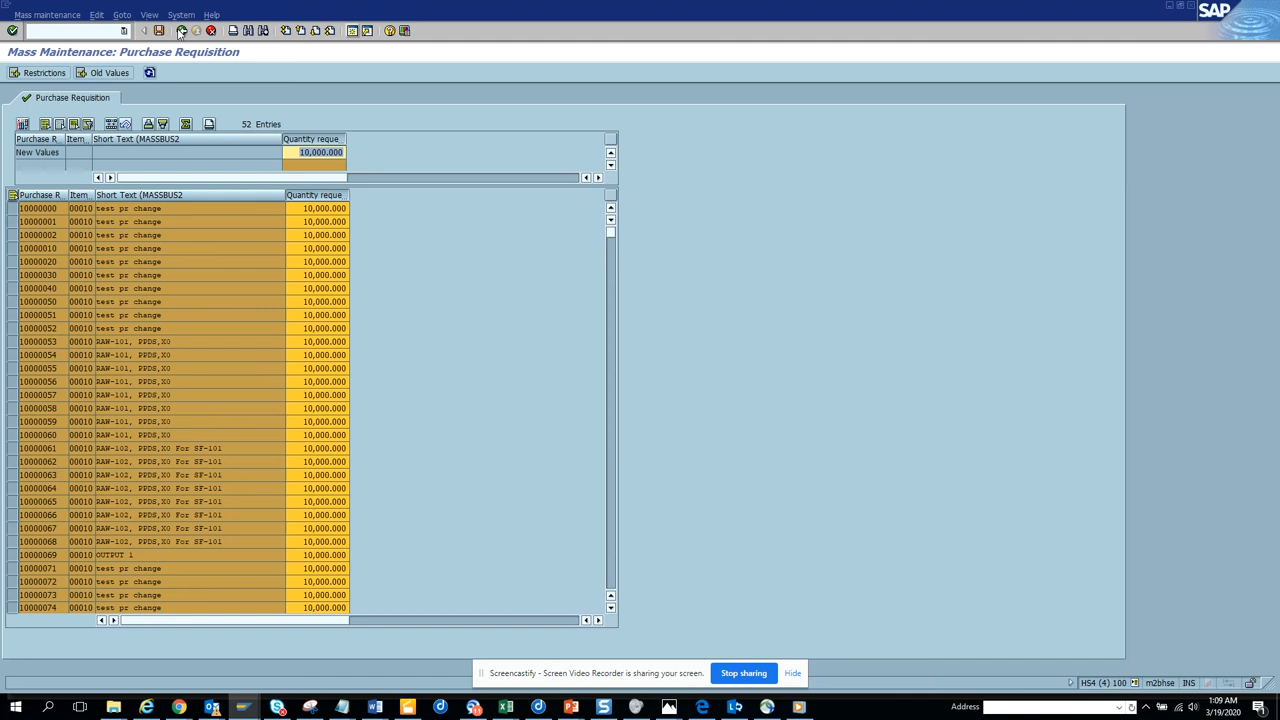 Mass maintenance Edit Goto View System Help
SAP
Mass Maintenance: Purchase Requisition
Restrictions Old Values
Purchase Requisition
52 Entries
Purchase R... Item... Short Text (MASSBUS2 Quantity reque...
New Values 10,000.000
Purchase R... Item... Short Text (MASSBUS2 Quantity reque...
10000000 00010 test pr change 10,000.000
10000001 00010 test pr change 10,000.000
10000002 00010 test pr change 10,000.000
10000010 00010 test pr change 10,000.000
10000020 00010 test pr change 10,000.000
10000030 00010 test pr change 10,000.000
10000040 00010 test pr change 10,000.000
10000050 00010 test pr change 10,000.000
10000051 00010 test pr change 10,000.000
10000052 00010 test pr change 10,000.000
10000053 00010 RAW-101, PPDS,X0 10,000.000
10000054 00010 RAW-101, PPDS,X0 10,000.000
10000055 00010 RAW-101, PPDS,X0 10,000.000
10000056 00010 RAW-101, PPDS,X0 10,000.000
10000057 00010 RAW-101, PPDS,X0 10,000.000
10000058 00010 RAW-101, PPDS,X0 10,000.000
10000059 00010 RAW-101, PPDS,X0 10,000.000
10000060 00010 RAW-101, PPDS,X0 10,000.000
10000061 00010 RAW-102, PPDS,X0 For SF-101 10,000.000
10000062 00010 RAW-102, PPDS,X0 For SF-101 10,000.000
10000063 00010 RAW-102, PPDS,X0 For SF-101 10,000.000
10000064 00010 RAW-102, PPDS,X0 For SF-101 10,000.000
10000065 00010 RAW-102, PPDS,X0 For SF-101 10,000.000
10000066 00010 RAW-102, PPDS,X0 For SF-101 10,000.000
10000067 00010 RAW-102, PPDS,X0 For SF-101 10,000.000
10000068 00010 RAW-102, PPDS,X0 For SF-101 10,000.000
10000069 00010 OUTPUT 1 10,000.000
10000071 00010 test pr change 10,000.000
10000072 00010 test pr change 10,000.000
10000073 00010 test pr change 10,000.000
10000074 00010 test pr change 10,000.000
Screencastify - Screen Video Recorder is sharing your screen. Stop sharing Hide
HS4 (4) 100 m2bhse INS
Address 1:09 AM
3/19/2020